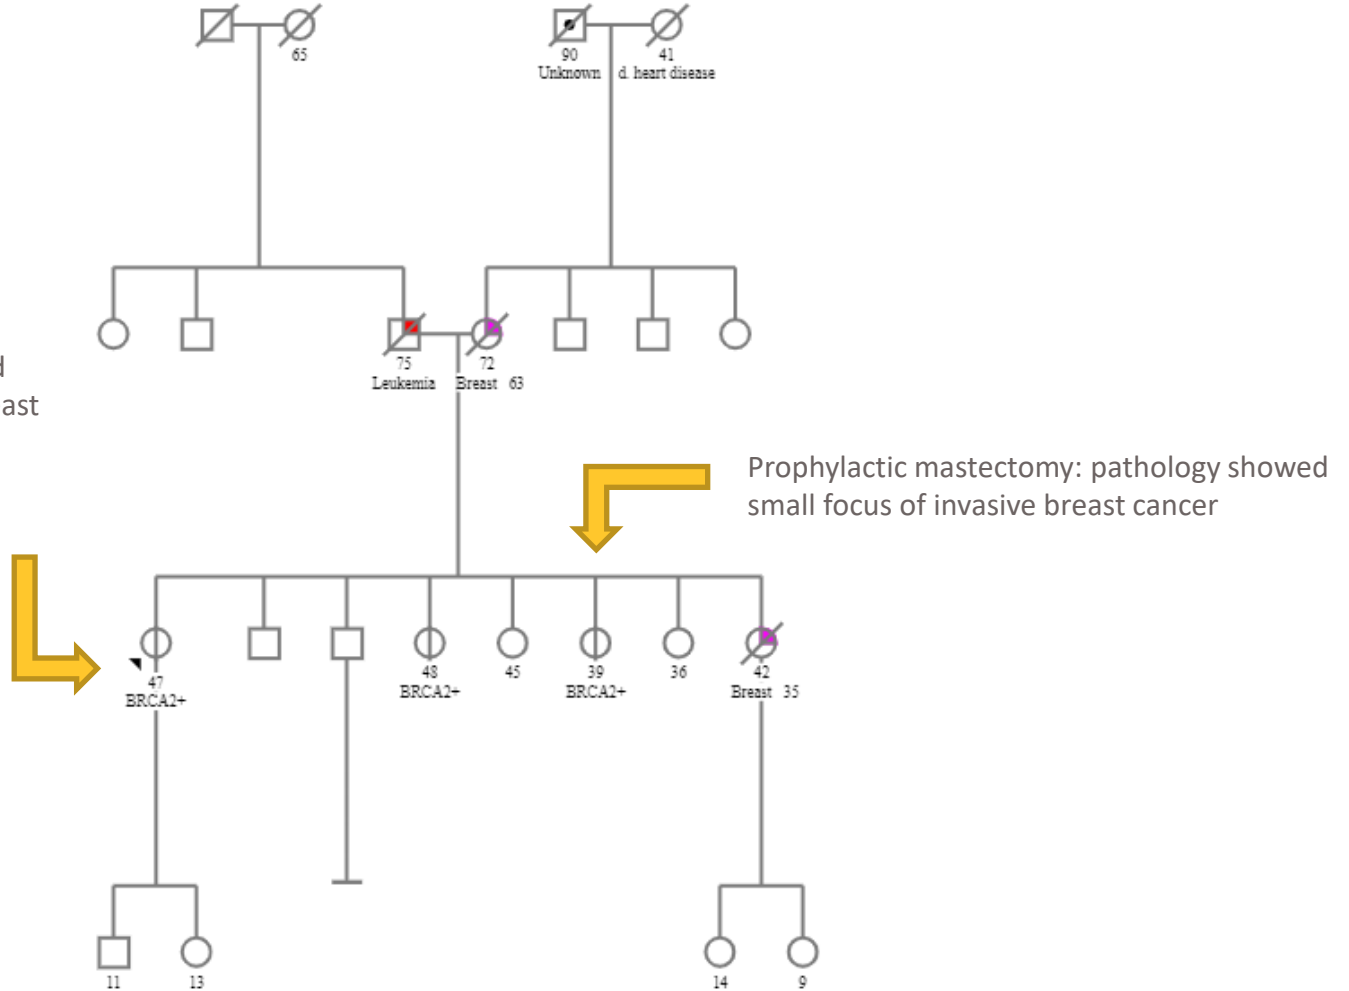 65
90
Unknown
41
d. heart disease
75
Leukemia
72
Breast 63
d
ast
Prophylactic mastectomy: pathology showed
small focus of invasive breast cancer
47
BRCA2+
48
BRCA2+
45
39
BRCA2+
36
42
Breast 35
11
13
14
9